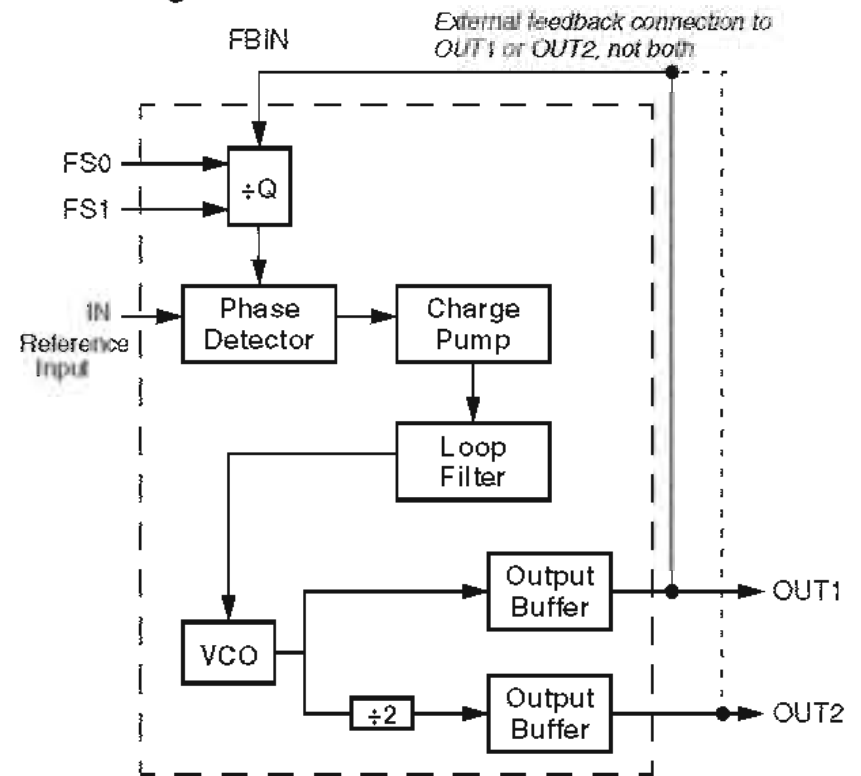 External feedback connection to
OUT1 or OUT2, not both
FBIN
FS0
FS1
÷Q
IN
Reference
Input
Phase
Detector
Charge
Pump
Loop
Filter
Output
Buffer
OUT1
VCO
÷2
Output
Buffer
OUT2